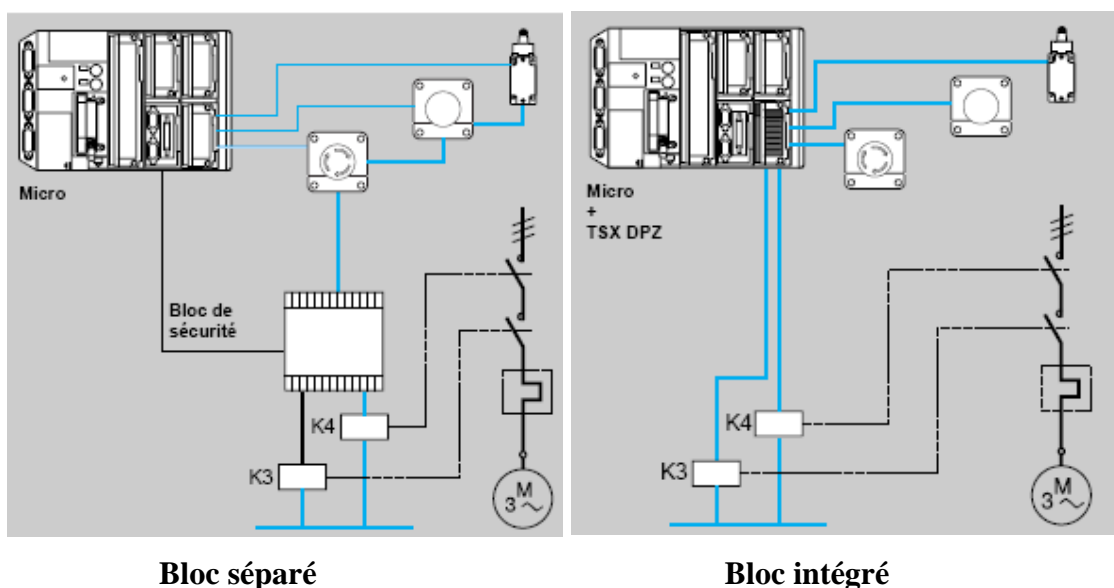 Micro
Bloc de
sécurité
K4
K3
M
3
Bloc séparé
Micro
+
TSX DPZ
K4
K3
M
3
Bloc intégré